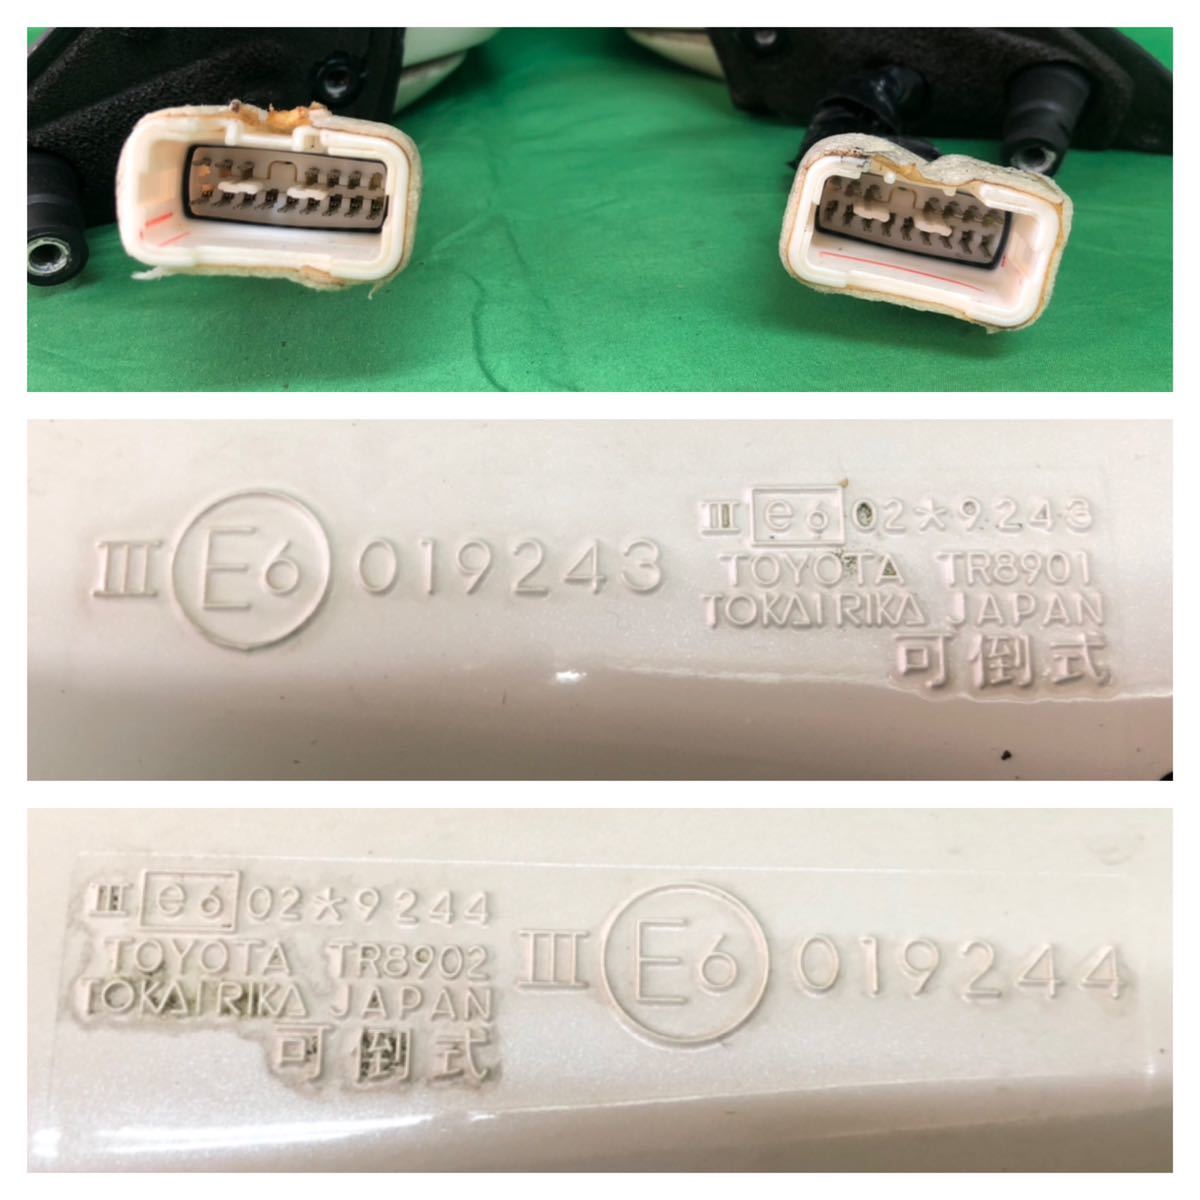 III E6 019243
III e6 02*9243
TOYOTA TR8901
TOKAI RIKA JAPAN
可倒式
III e6 02*9244
TOYOTA TR8902
TOKAI RIKA JAPAN
可倒式
III E6 019244